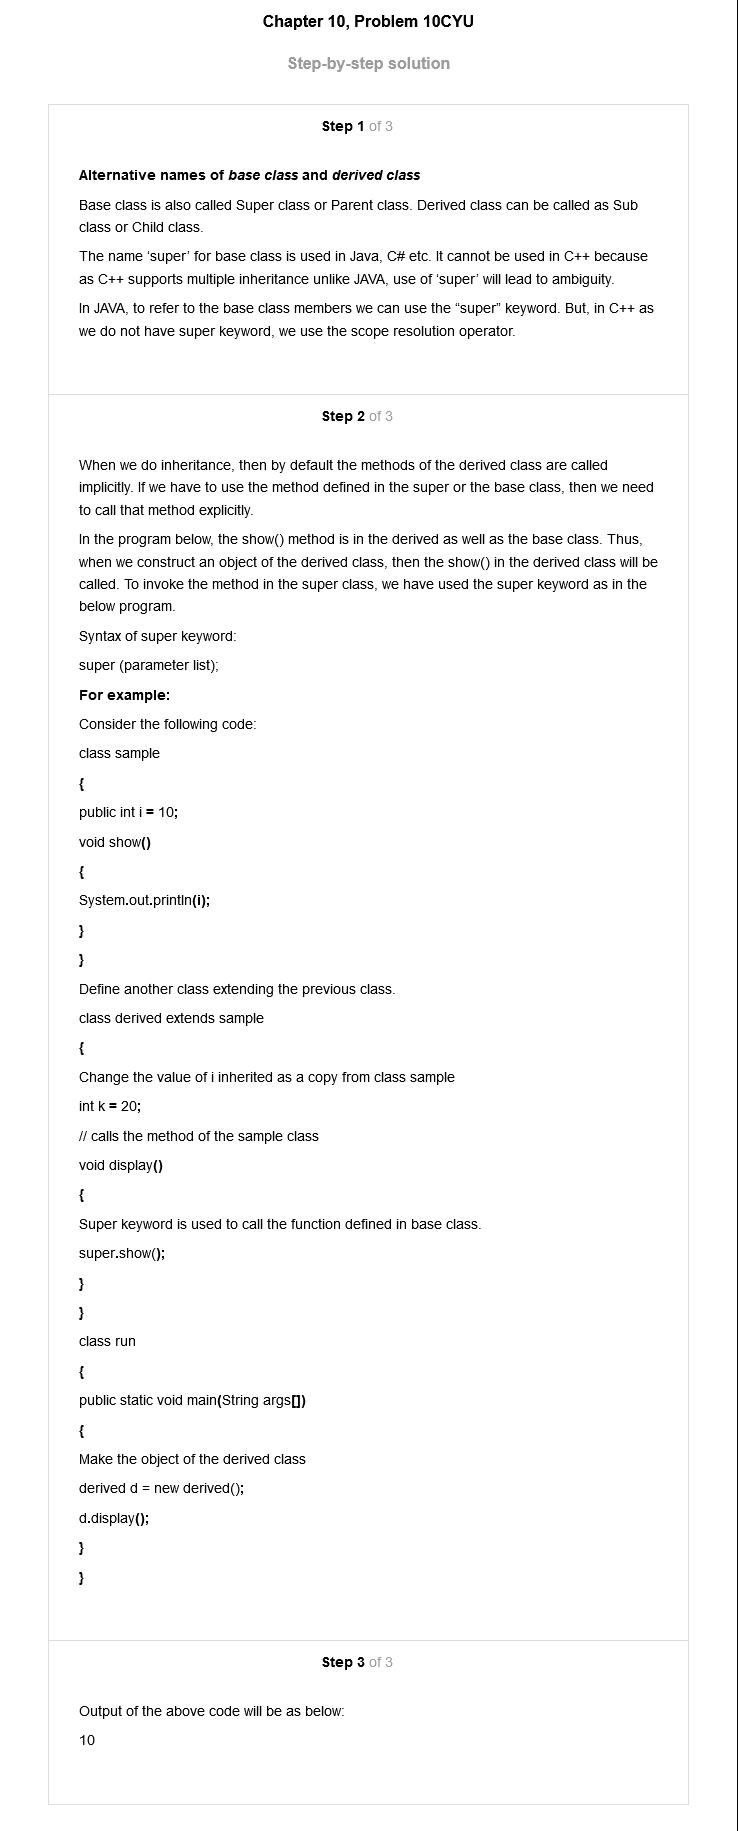 Chapter 10, Problem 10CYU
Step-by-step solution
Step 1 of 3
Alternative names of base class and derived class
Base class is also called Super class or Parent class. Derived class can be called as Sub
class or Child class.
The name ‘super’ for base class is used in Java, C# etc. It cannot be used in C++ because
as C++ supports multiple inheritance unlike JAVA, use of ‘super’ will lead to ambiguity.
In JAVA, to refer to the base class members we can use the “super” keyword. But, in C++ as
we do not have super keyword, we use the scope resolution operator.
Step 2 of 3
When we do inheritance, then by default the methods of the derived class are called
implicitly. If we have to use the method defined in the super or the base class, then we need
to call that method explicitly.
In the program below, the show() method is in the derived as well as the base class. Thus,
when we construct an object of the derived class, then the show() in the derived class will be
called. To invoke the method in the super class, we have used the super keyword as in the
below program.
Syntax of super keyword:
super (parameter list);
For example:
Consider the following code:
class sample
{
public int i = 10;
void show()
{
System.out.println(i);
}
}
Define another class extending the previous class.
class derived extends sample
{
Change the value of i inherited as a copy from class sample
int k = 20;
// calls the method of the sample class
void display()
{
Super keyword is used to call the function defined in base class.
super.show();
}
}
class run
{
public static void main(String args[])
{
Make the object of the derived class
derived d = new derived();
d.display();
}
}
Step 3 of 3
Output of the above code will be as below:
10